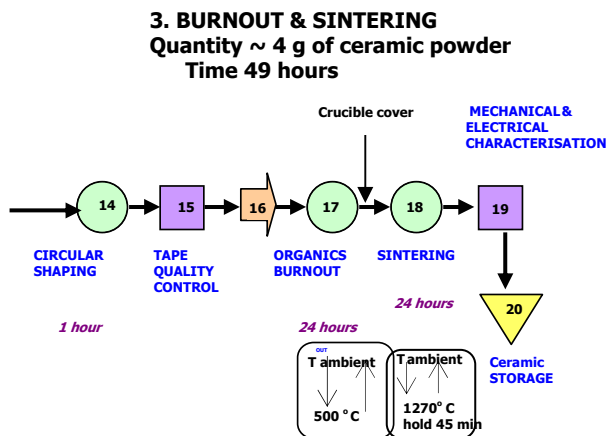 3. BURNOUT & SINTERING
Quantity ~ 4 g of ceramic powder
Time 49 hours
Crucible cover
MECHANICAL &
ELECTRICAL
CHARACTERISATION
14
15
16
17
18
19
CIRCULAR
SHAPING
TAPE
QUALITY
CONTROL
ORGANICS
BURNOUT
SINTERING
20
1 hour
24 hours
24 hours
Ceramic
STORAGE
OUT
T ambient
500 °C
T ambient
1270° C
hold 45 min